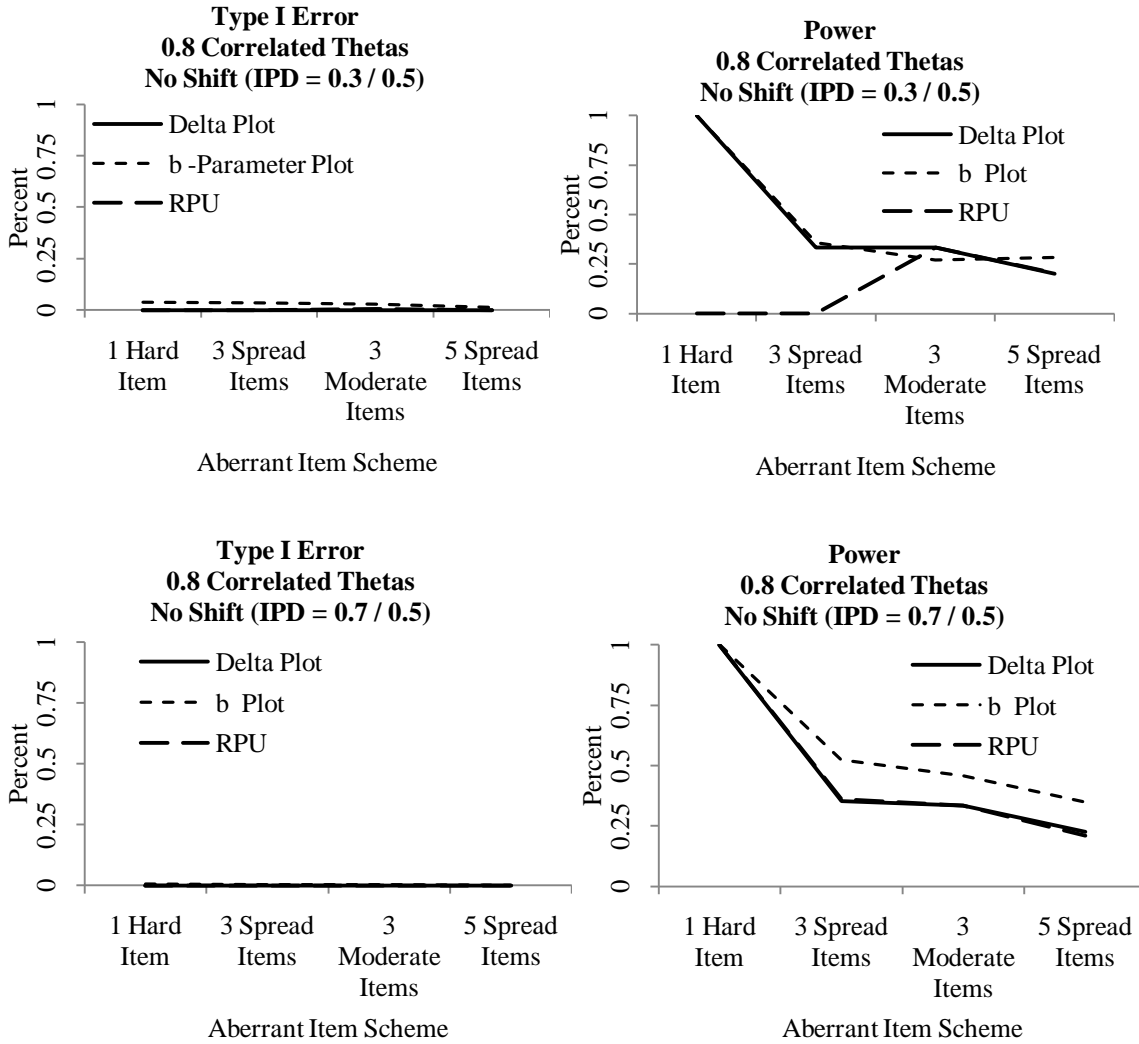 Type I Error
0.8 Correlated Thetas
No Shift (IPD = 0.3 / 0.5)
Percent
1
0.75
0.5
0.25
0
Delta Plot
b -Parameter Plot
RPU
1 Hard Item
3 Spread Items
3 Moderate Items
5 Spread Items
Aberrant Item Scheme
Power
0.8 Correlated Thetas
No Shift (IPD = 0.3 / 0.5)
Percent
1
0.75
0.5
0.25
0
Delta Plot
b Plot
RPU
1 Hard Item
3 Spread Items
3 Moderate Items
5 Spread Items
Aberrant Item Scheme
Type I Error
0.8 Correlated Thetas
No Shift (IPD = 0.7 / 0.5)
Percent
1
0.75
0.5
0.25
0
Delta Plot
b Plot
RPU
1 Hard Item
3 Spread Items
3 Moderate Items
5 Spread Items
Aberrant Item Scheme
Power
0.8 Correlated Thetas
No Shift (IPD = 0.7 / 0.5)
Percent
1
0.75
0.5
0.25
0
Delta Plot
b Plot
RPU
1 Hard Item
3 Spread Items
3 Moderate Items
5 Spread Items
Aberrant Item Scheme